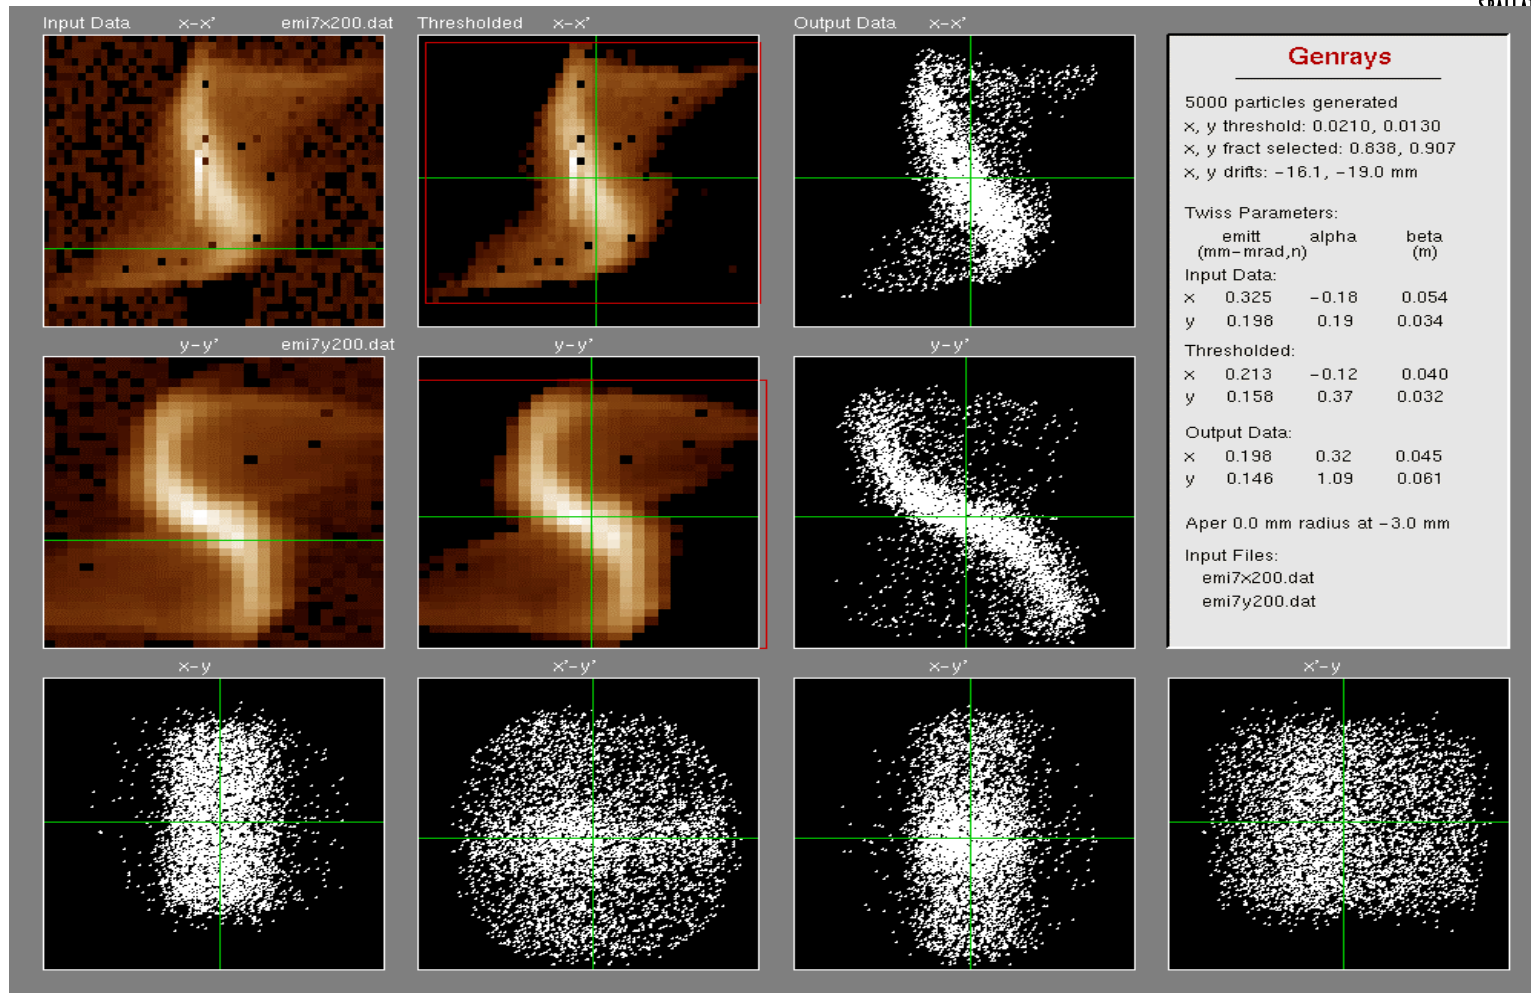 Input Data x-x' emi7x200.dat Thresholded x-x' Output Data x-x'
Genrays
5000 particles generated
x, y threshold: 0.0210, 0.0130
x, y fract selected: 0.838, 0.907
x, y drifts: -16.1, -19.0 mm
Twiss Parameters:
emitt alpha beta
(mm-mrad,n) (m)
Input Data:
x 0.325 -0.18 0.054
y 0.198 0.19 0.034
Thresholded:
x 0.213 -0.12 0.040
y 0.158 0.37 0.032
Output Data:
x 0.198 0.32 0.045
y 0.146 1.09 0.061
Aper 0.0 mm radius at -3.0 mm
Input Files:
emi7x200.dat
emi7y200.dat
y-y' emi7y200.dat y-y' y-y'
x-y x'-y' x-y' x'-y